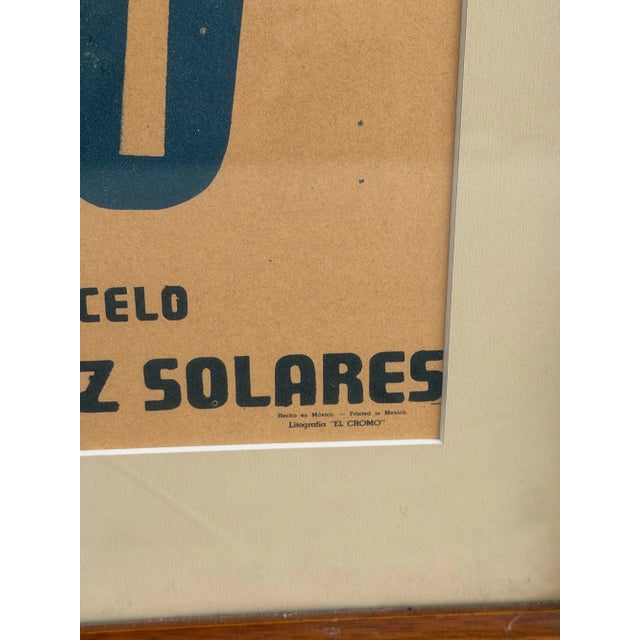 O
CELO
Z SOLARES
Hecho en México. — Printed in Mexico.
Litografía "EL CROMO"